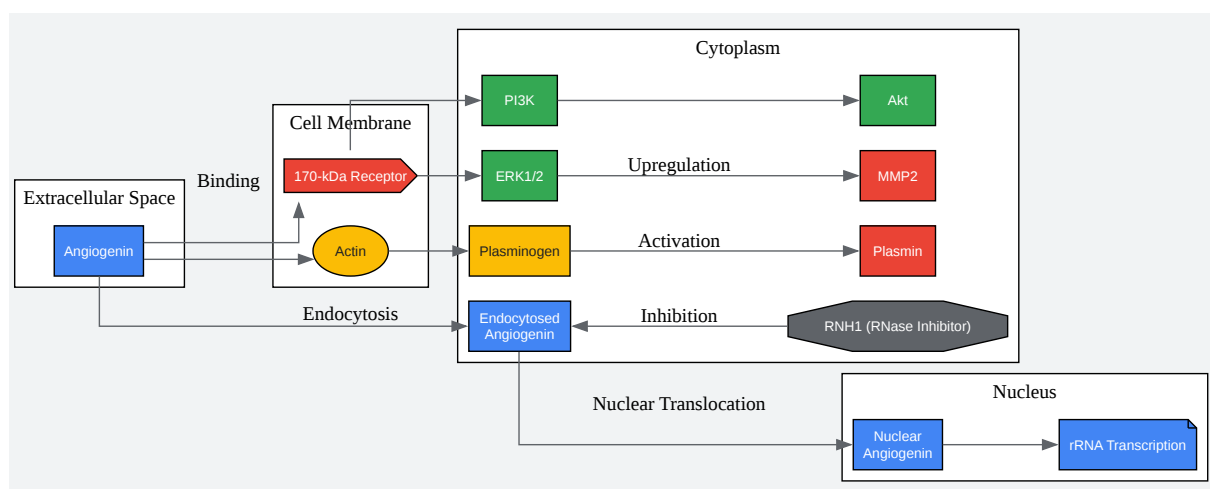 Cytoplasm
PI3K
Akt
Cell Membrane
170-kDa Receptor
ERK1/2
Upregulation
MMP2
Binding
Extracellular Space
Angiogenin
Actin
Plasminogen
Activation
Plasmin
Endocytosis
Endocytosed
Angiogenin
Inhibition
RNH1 (RNase Inhibitor)
Nuclear Translocation
Nucleus
Nuclear
Angiogenin
rRNA Transcription